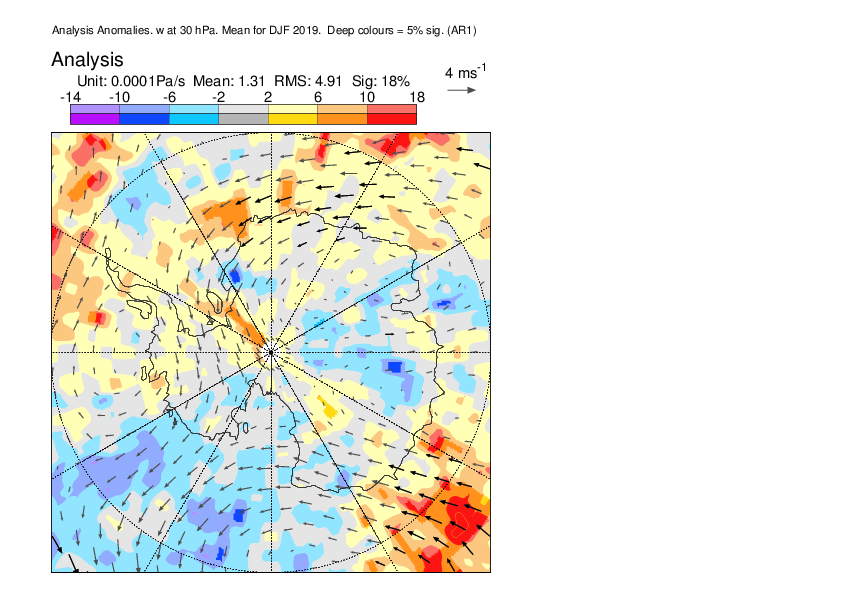 Analysis Anomalies. w at 30 hPa. Mean for DJF 2019. Deep colours = 5% sig. (AR1)
Analysis
4 ms-1
Unit: 0.0001Pa/s Mean: 1.31 RMS: 4.91 Sig: 18%
-14 -10 -6 -2 2 6 10 18